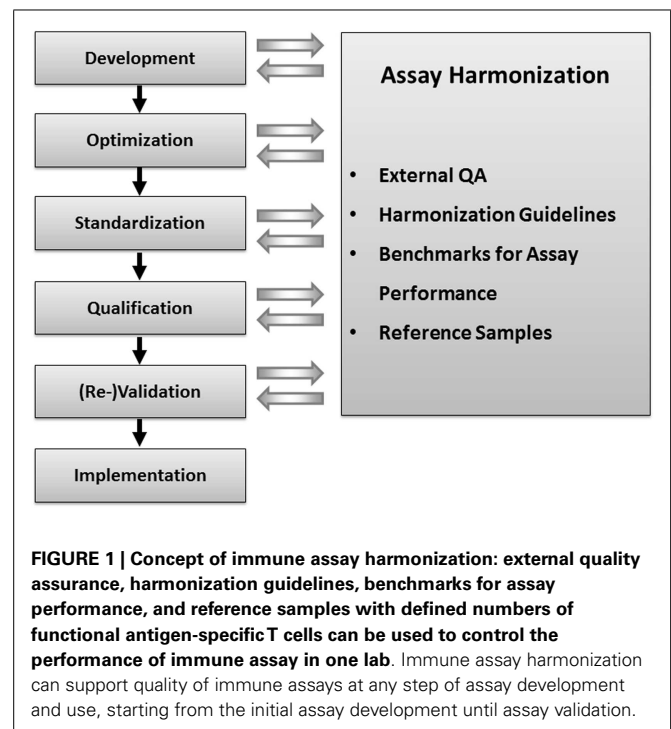 Development
Optimization
Standardization
Qualification
(Re-)Validation
Implementation
Assay Harmonization
• External QA
• Harmonization Guidelines
• Benchmarks for Assay
Performance
• Reference Samples
FIGURE 1 | Concept of immune assay harmonization: external quality
assurance, harmonization guidelines, benchmarks for assay
performance, and reference samples with defined numbers of
functional antigen-specific T cells can be used to control the
performance of immune assay in one lab. Immune assay harmonization
can support quality of immune assays at any step of assay development
and use, starting from the initial assay development until assay validation.